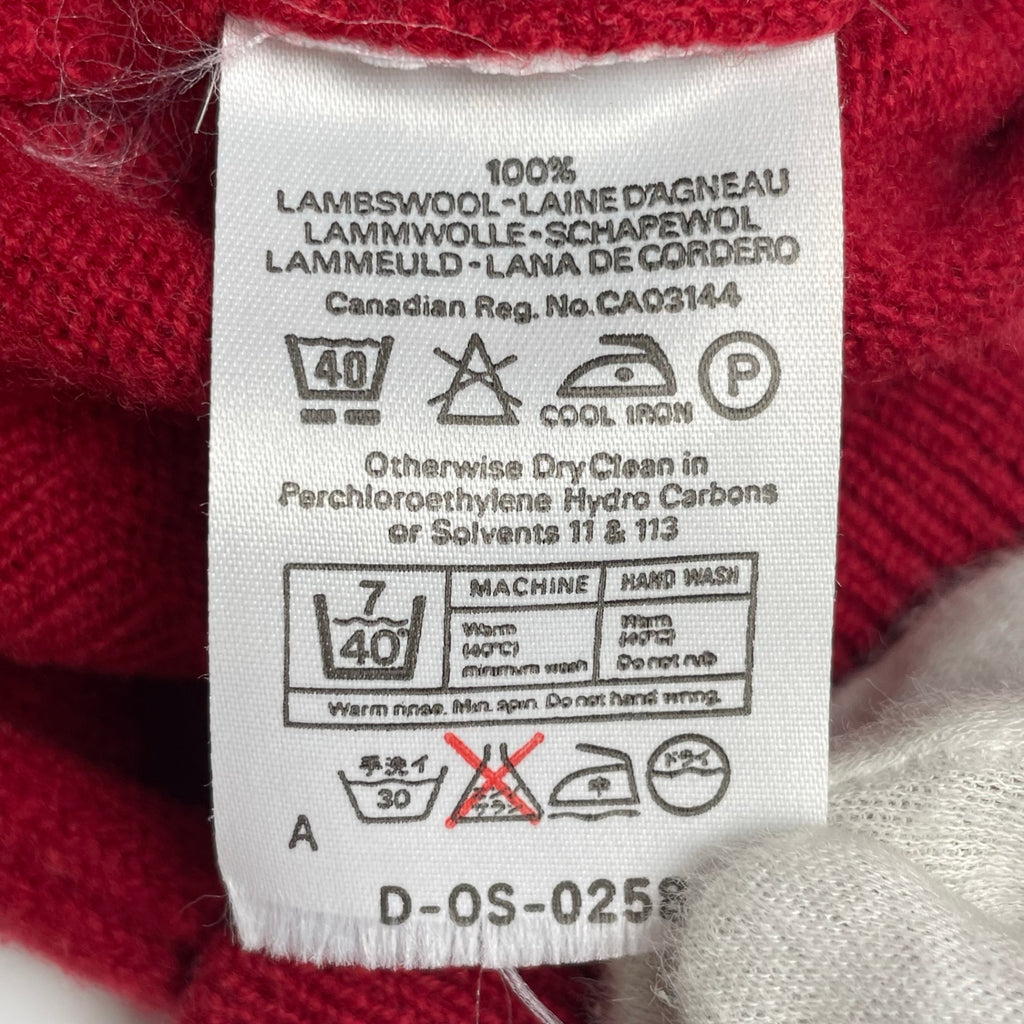 100%
LAMBSWOOL-LAINE D'AGNEAU
LAMMWOLLE-SCHAPEWOL
LAMMEULD-LANA DE CORDERO
Canadian Reg. No. CA03144
40
P
COOL IRON
Otherwise Dry Clean in
Perchloroethylene Hydro Carbons
or Solvents 11 & 113
7
40°
MACHINE
Warm
(40°C)
minimum wash
HAND WASH
Warm
(40°C)
Do not rub
Warm rinse. Min. spin. Do not hand wring.
手洗イ
30
中
ドライ
A
D-OS-025